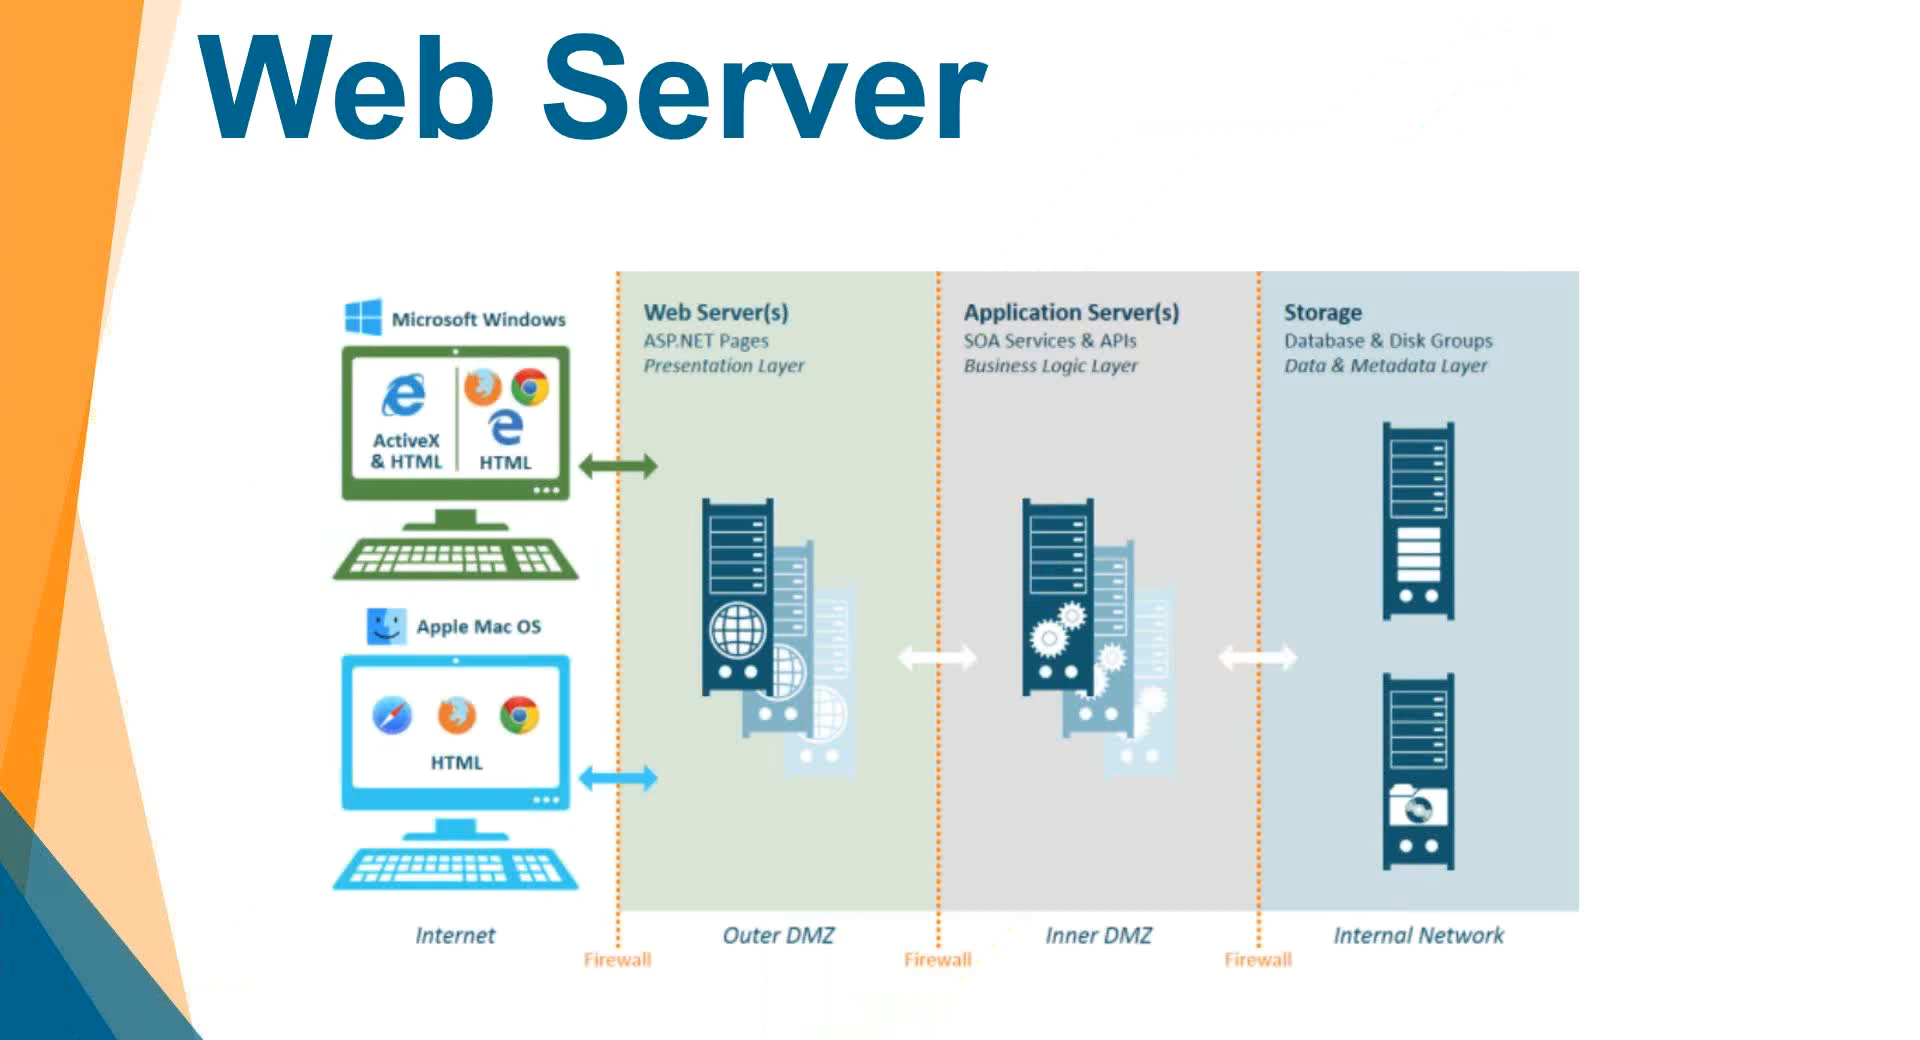 Web Server
Microsoft Windows
ActiveX
& HTML
HTML
Apple Mac OS
HTML
Web Server(s)
ASP.NET Pages
Presentation Layer
Application Server(s)
SOA Services & APIs
Business Logic Layer
Storage
Database & Disk Groups
Data & Metadata Layer
Internet
Outer DMZ
Inner DMZ
Internal Network
Firewall
Firewall
Firewall